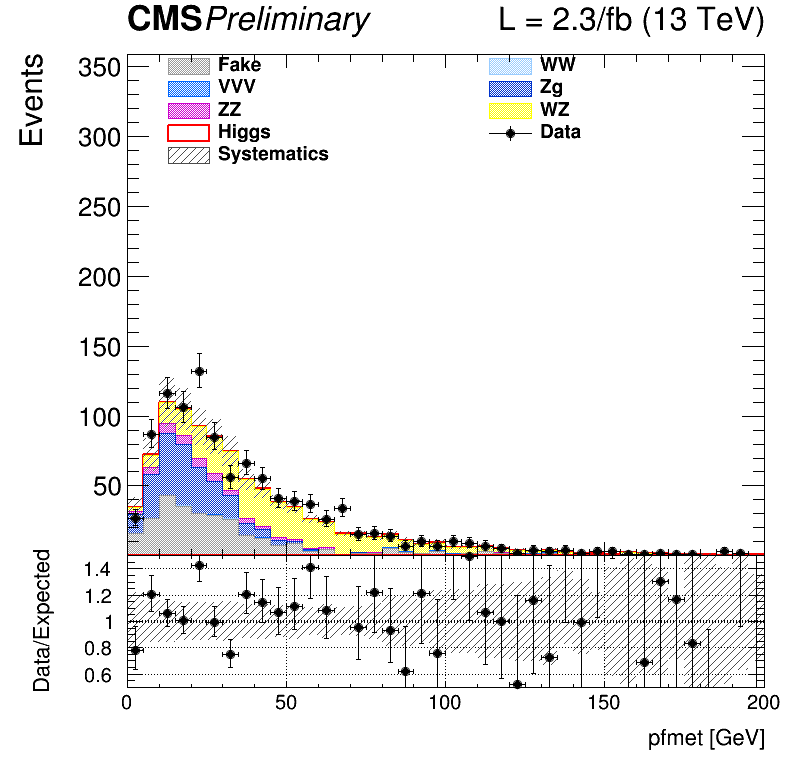 CMS Preliminary L = 2.3/fb (13 TeV)
Events
350
300
250
200
150
100
50
Fake
VVV
ZZ
Higgs
Systematics
WW
Zg
WZ
Data
Data/Expected
1.4
1.2
1
0.8
0.6
0 50 100 150 200
pfmet [GeV]